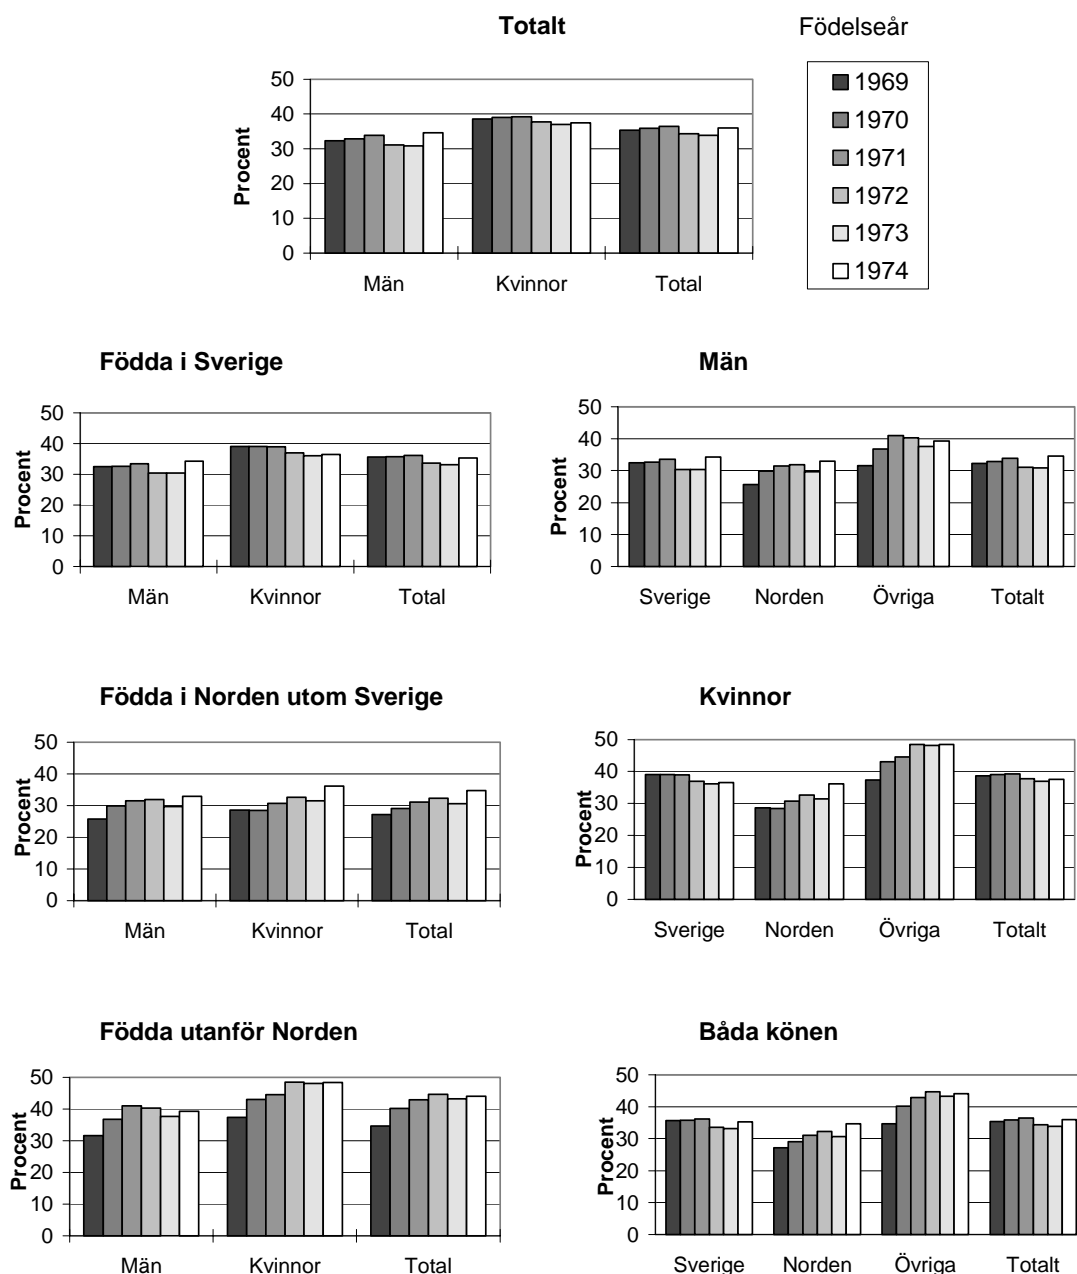 Totalt
Födelseår
1969
1970
1971
1972
1973
1974
Procent
50
40
30
20
10
0
Män Kvinnor Total
Födda i Sverige
Procent
50
40
30
20
10
0
Män Kvinnor Total
Män
Procent
50
40
30
20
10
0
Sverige Norden Övriga Totalt
Födda i Norden utom Sverige
Procent
50
40
30
20
10
0
Män Kvinnor Total
Kvinnor
Procent
50
40
30
20
10
0
Sverige Norden Övriga Totalt
Födda utanför Norden
Procent
50
40
30
20
10
0
Män Kvinnor Total
Båda könen
Procent
50
40
30
20
10
0
Sverige Norden Övriga Totalt